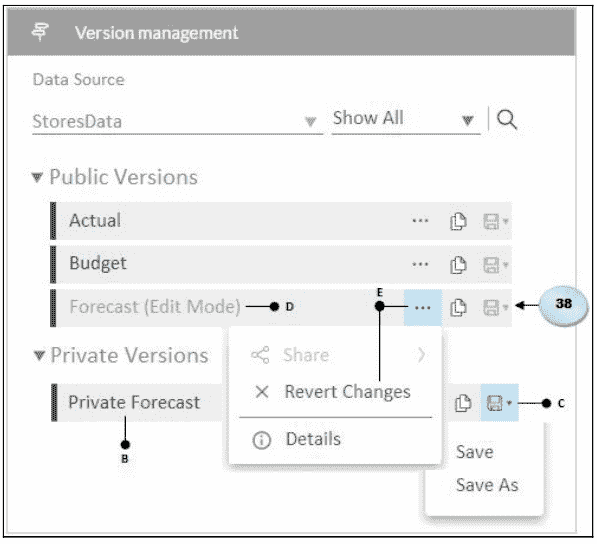 Version management
Data Source
StoresData
Show All
Public Versions
Actual
Budget
Forecast (Edit Mode)
D
E
38
Private Versions
Share
Private Forecast
Revert Changes
C
B
Details
Save
Save As